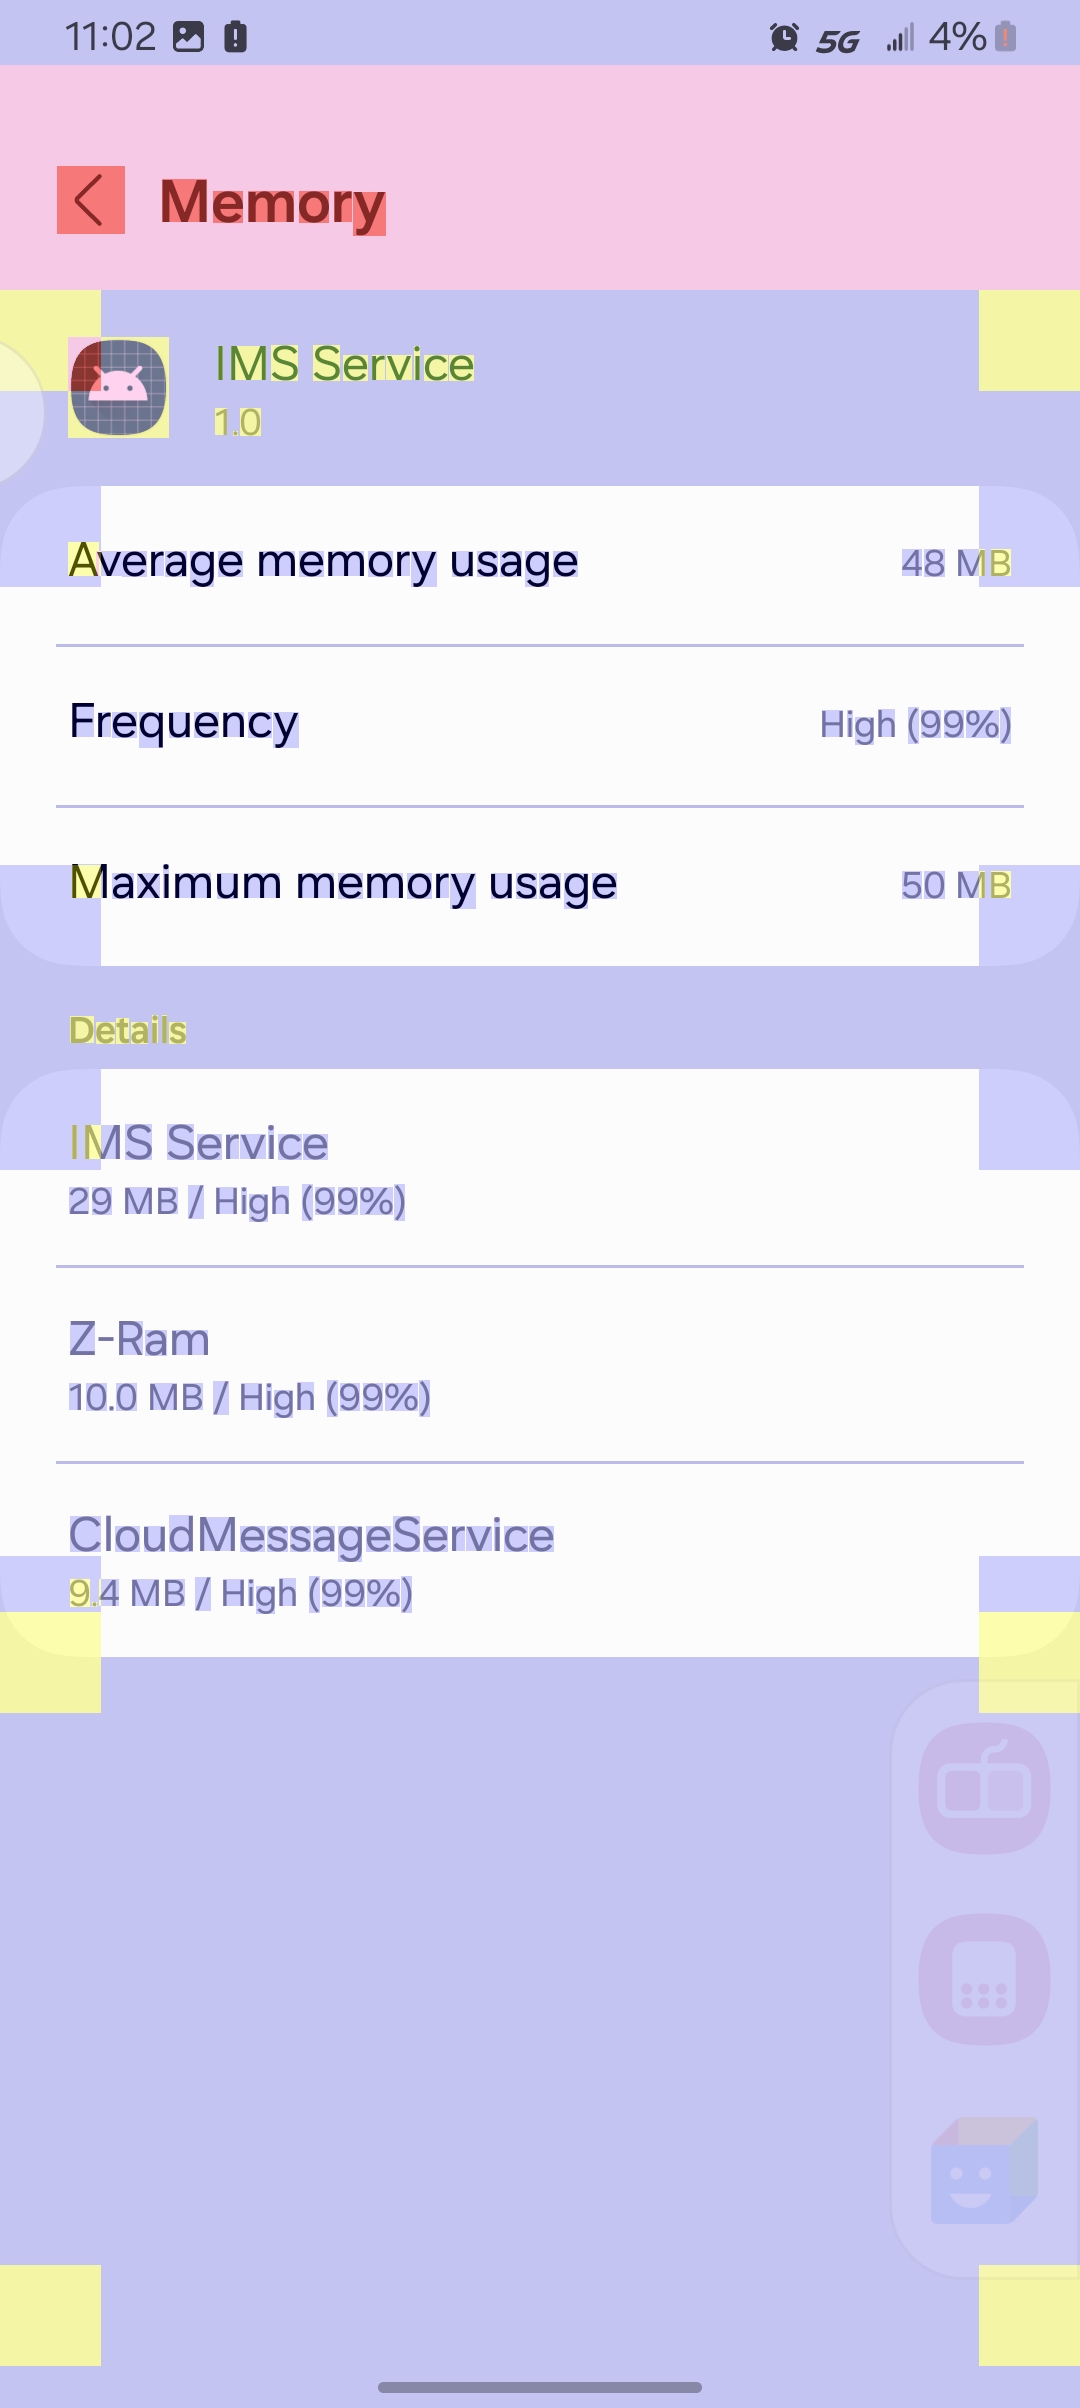 11:02 5G 4%
Memory
IMS Service
1.0
Average memory usage 48 MB
Frequency High (99%)
Maximum memory usage 50 MB
Details
IMS Service
29 MB / High (99%)
Z-Ram
10.0 MB / High (99%)
CloudMessageService
9.4 MB / High (99%)